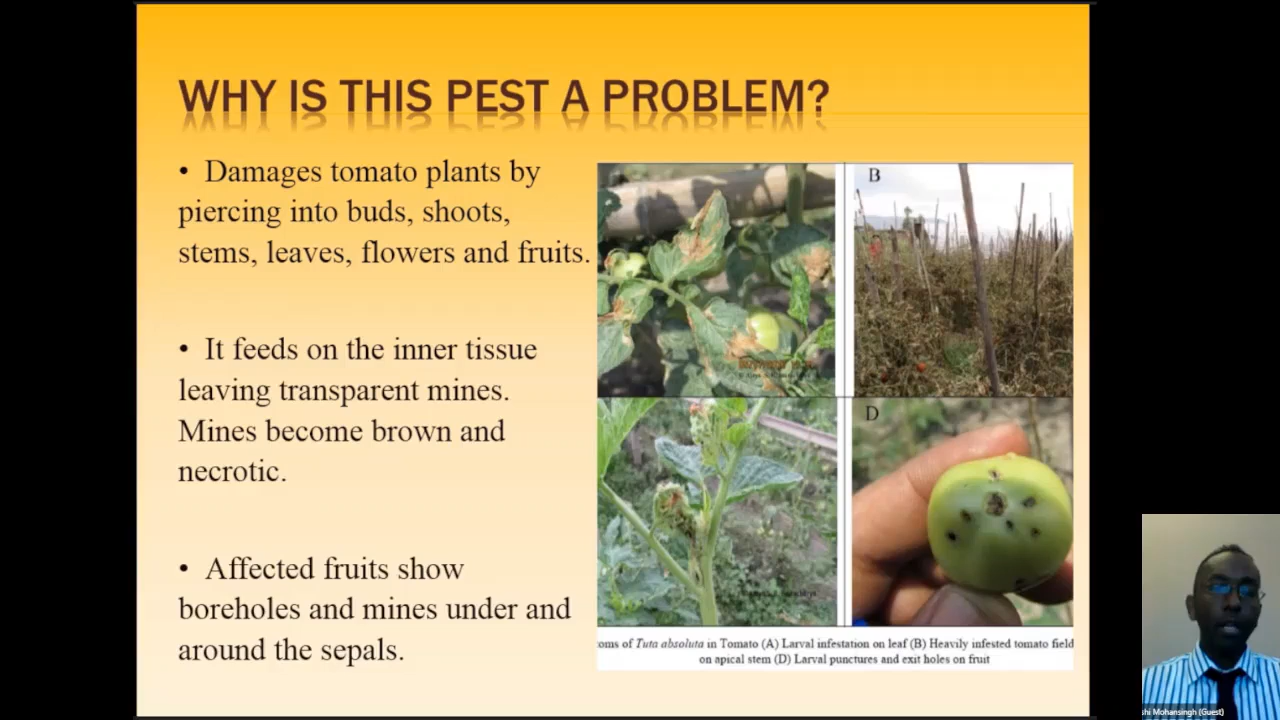 WHY IS THIS PEST A PROBLEM?
• Damages tomato plants by
piercing into buds, shoots,
stems, leaves, flowers and fruits.
• It feeds on the inner tissue
leaving transparent mines.
Mines become brown and
necrotic.
• Affected fruits show
boreholes and mines under and
around the sepals.
B
D
oms of Tuta absoluta in Tomato (A) Larval infestation on leaf (B) Heavily infested tomato field
on apical stem (D) Larval punctures and exit holes on fruit
shi Mohansingh (Guest)